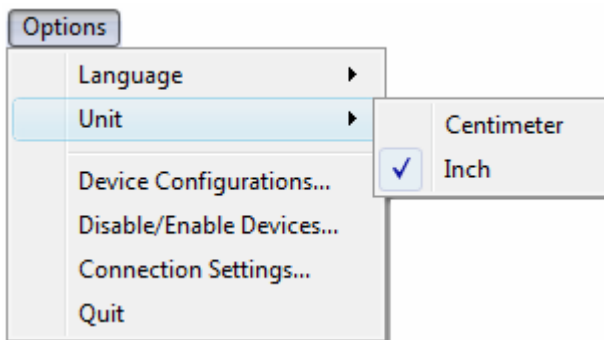 Options
Language
Unit
Centimeter
Inch
Device Configurations...
Disable/Enable Devices...
Connection Settings...
Quit